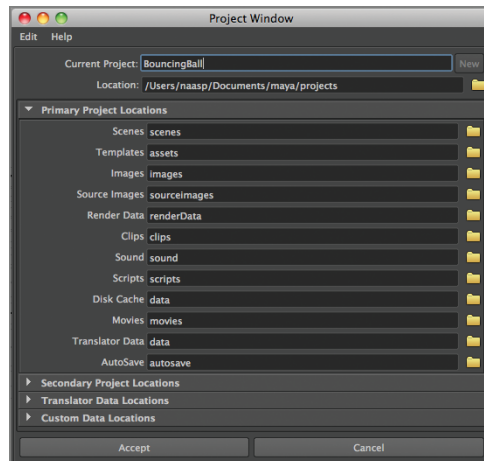 Project Window
Edit Help
Current Project: BouncingBall New
Location: /Users/naasp/Documents/maya/projects
Primary Project Locations
Scenes scenes
Templates assets
Images images
Source Images sourceimages
Render Data renderData
Clips clips
Sound sound
Scripts scripts
Disk Cache data
Movies movies
Translator Data data
AutoSave autosave
Secondary Project Locations
Translator Data Locations
Custom Data Locations
Accept Cancel